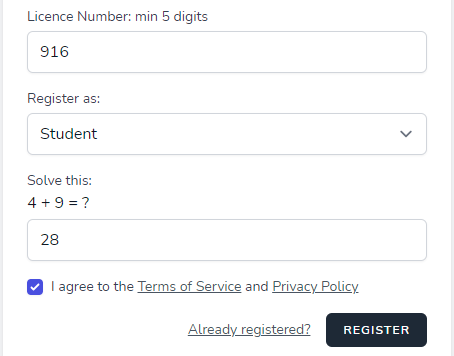 Licence Number: min 5 digits
916
Register as:
Student
Solve this:
4 + 9 = ?
28
I agree to the Terms of Service and Privacy Policy
Already registered? REGISTER